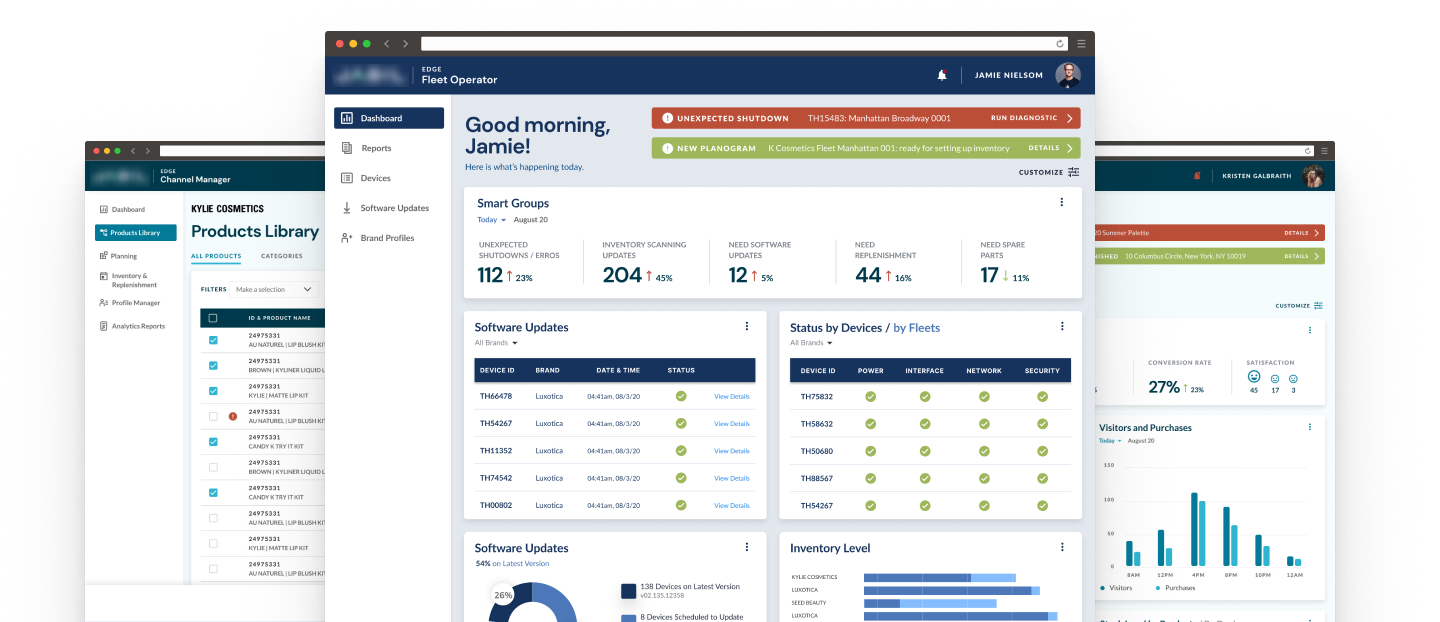 EDGE
Fleet Operator
JAMIE NIELSOM
Dashboard
Reports
Devices
Software Updates
Brand Profiles
Good morning,
Jamie!
Here is what's happening today.
UNEXPECTED SHUTDOWN TH15483: Manhattan Broadway 0001 RUN DIAGNOSTIC
NEW PLANOGRAM K Cosmetics Fleet Manhattan 001: ready for setting up inventory DETAILS
CUSTOMIZE
Smart Groups
Today August 20
UNEXPECTED
SHUTDOWNS / ERROS
112 23%
INVENTORY SCANNING
UPDATES
204 45%
NEED SOFTWARE
UPDATES
12 5%
NEED
REPLENISHMENT
44 16%
NEED SPARE
PARTS
17 11%
Software Updates
All Brands
DEVICE ID BRAND DATE & TIME STATUS
TH66478 Luxotica 04:41am, 08/3/20 View Details
TH54267 Luxotica 04:41am, 08/3/20 View Details
TH11352 Luxotica 04:41am, 08/3/20 View Details
TH74542 Luxotica 04:41am, 08/3/20 View Details
TH00802 Luxotica 04:41am, 08/3/20 View Details
Status by Devices / by Fleets
All Brands
DEVICE ID POWER INTERFACE NETWORK SECURITY
TH75832
TH58632
TH50680
TH88567
TH54267
Software Updates
54% on Latest Version
26%
138 Devices on Latest Version
v02.135.12358
8 Devices Scheduled to Update
Inventory Level
KYLIE COSMETICS
LUXOTICA
SEED BEAUTY
LUXOTICA
EDGE
Channel Manager
Dashboard
Products Library
Planning
Inventory &
Replenishment
Profile Manager
Analytics Reports
KYLIE COSMETICS
Products Library
ALL PRODUCTS CATEGORIES
FILTERS Make a selection
ID & PRODUCT NAME
24975331
AU NATUREL | LIP BLUSH KIT
24975331
BROWN | KYLINER LIQUID L
24975331
KYLIE | MATTE LIP KIT
24975331
AU NATUREL | LIP BLUSH KIT
24975331
CANDY K TRY IT KIT
24975331
BROWN | KYLINER LIQUID L
24975331
CANDY K TRY IT KIT
24975331
AU NATUREL | LIP BLUSH KIT
24975331
KYLIE | MATTE LIP KIT
24975331
AU NATUREL | LIP BLUSH KIT
KRISTEN GALBRAITH
20 Summer Palette DETAILS
NISHED 10 Columbus Circle, New York, NY 10019 DETAILS
CUSTOMIZE
CONVERSION RATE
27% 23%
SATISFACTION
45 17 3
Visitors and Purchases
Today August 20
150
100
50
0
8AM 12PM 4PM 8PM 10PM 12AM
Visitors Purchases